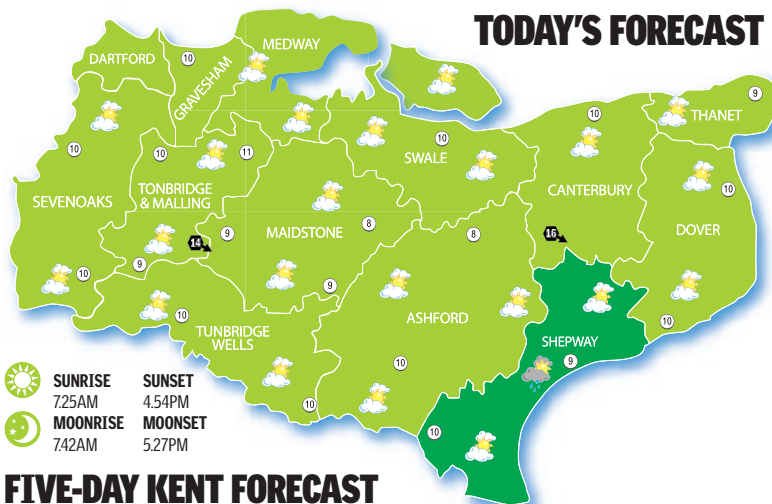 TODAY'S FORECAST
MEDWAY
DARTFORD
10
GRAVESHAM
9
THANET
10
10
10
10
11
SWALE
SEVENOAKS
TONBRIDGE
& MALLING
CANTERBURY
10
MAIDSTONE
8
9
14
8
16
DOVER
9
10
9
10
TUNBRIDGE
WELLS
ASHFORD
10
SHEPWAY
9
10
10
10
SUNRISE SUNSET
7.25AM 4.54PM
MOONRISE MOONSET
7.42AM 5.27PM
FIVE-DAY KENT FORECAST